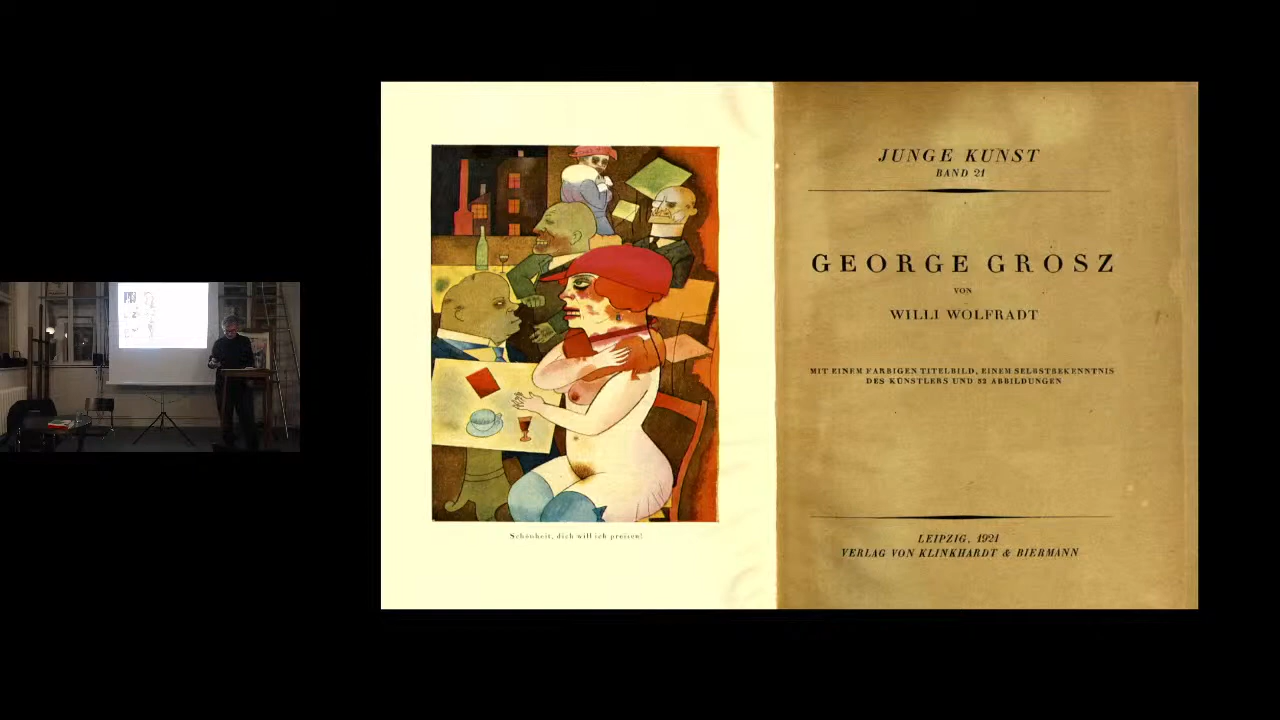 Schönheit, dich will ich preisen!
JUNGE KUNST
BAND 21
GEORGE GROSZ
VON
WILLI WOLFRADT
MIT EINEM FARBIGEN TITELBILD, EINEM SELBSTBEKENNTNIS
DES KÜNSTLERS UND 32 ABBILDUNGEN
LEIPZIG, 1921
VERLAG VON KLINKHARDT & BIERMANN